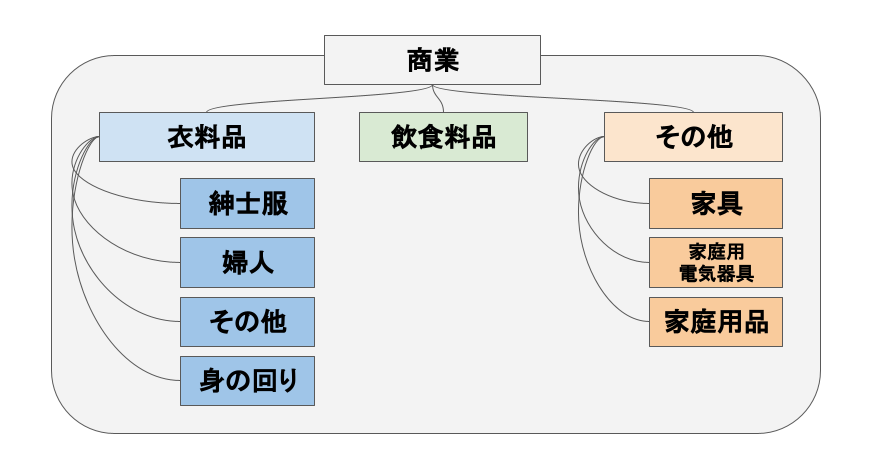 商業
衣料品
飲食料品
その他
紳士服
婦人
その他
身の回り
家具
家庭用
電気器具
家庭用品